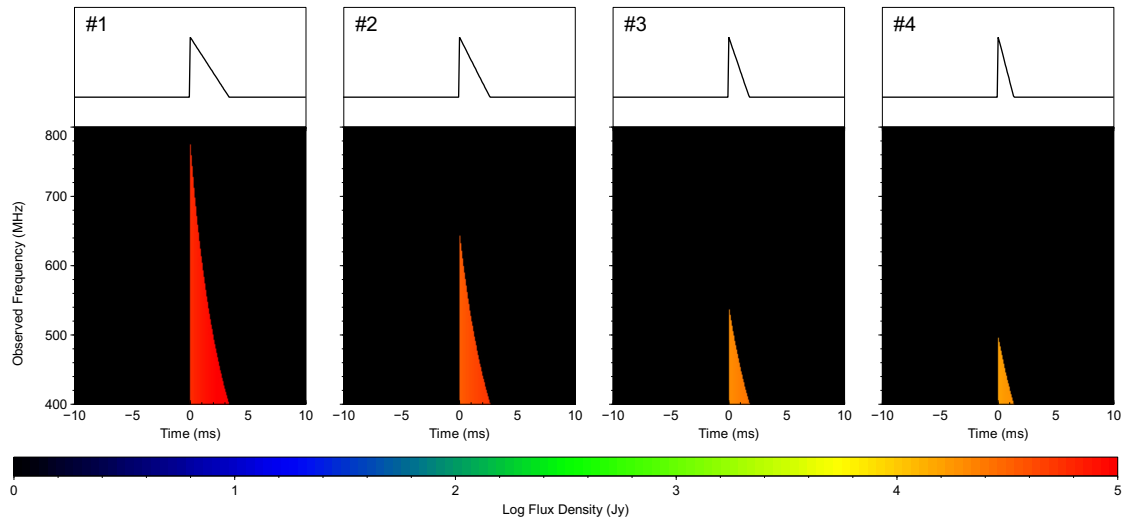 #1 #2 #3 #4
Observed Frequency (MHz)
800
700
600
500
400
−10 −5 0 5 10 −10 −5 0 5 10 −10 −5 0 5 10 −10 −5 0 5 10
Time (ms) Time (ms) Time (ms) Time (ms)
0 1 2 3 4 5
Log Flux Density (Jy)